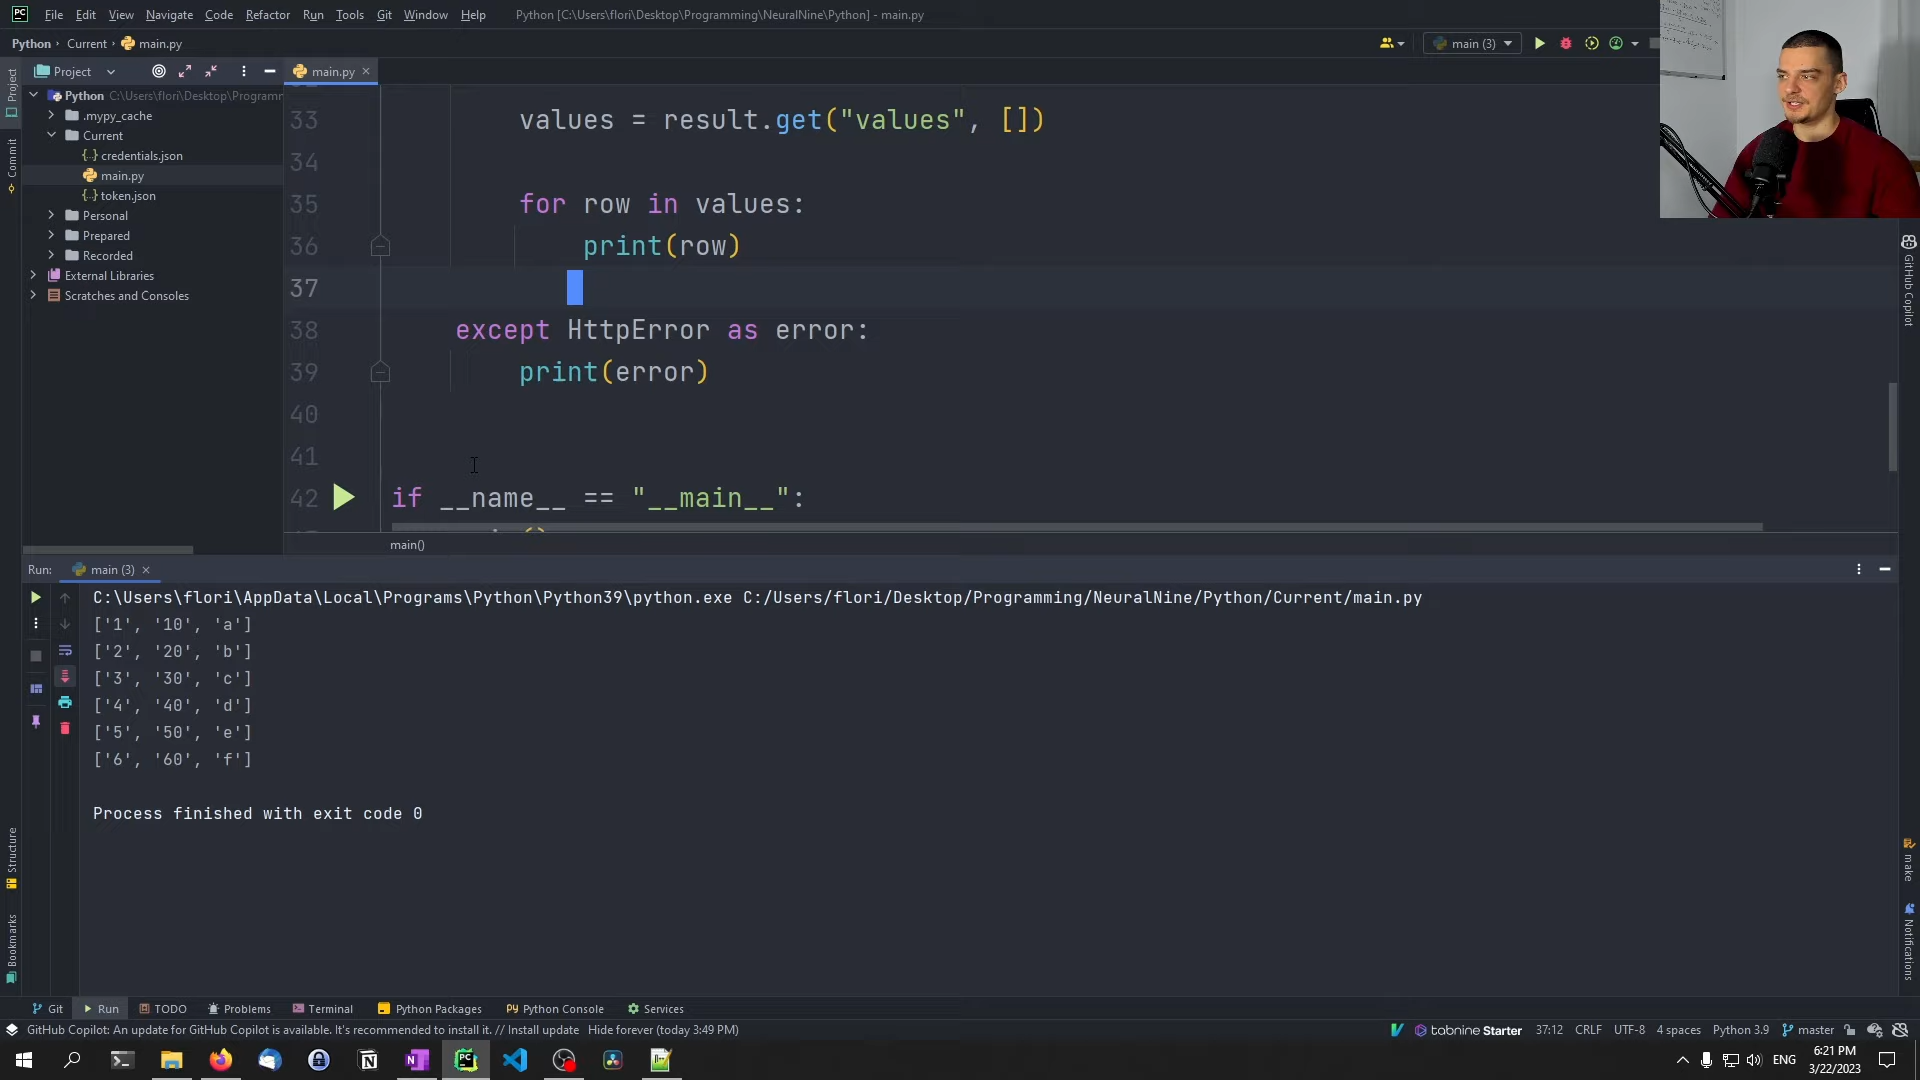 File Edit View Navigate Code Refactor Run Tools Git Window Help Python [C:\Users\flori\Desktop\Programming\NeuralNine\Python] - main.py
Python Current main.py main (3)
Project main.py
Python C:\Users\flori\Desktop\Programm
.mypy_cache
Current
credentials.json
main.py
token.json
Personal
Prepared
Recorded
External Libraries
Scratches and Consoles
Project
Commit
Structure
Bookmarks
33 values = result.get("values", [])
34
35 for row in values:
36 print(row)
37
38 except HttpError as error:
39 print(error)
40
41
42 if __name__ == "__main__":
main()
GitHub Copilot
make
Notifications
Run: main (3)
C:\Users\flori\AppData\Local\Programs\Python\Python39\python.exe C:/Users/flori/Desktop/Programming/NeuralNine/Python/Current/main.py
['1', '10', 'a']
['2', '20', 'b']
['3', '30', 'c']
['4', '40', 'd']
['5', '50', 'e']
['6', '60', 'f']
Process finished with exit code 0
Git Run TODO Problems Terminal Python Packages Python Console Services
GitHub Copilot: An update for GitHub Copilot is available. It's recommended to install it. // Install update Hide forever (today 3:49 PM) tabnine Starter 37:12 CRLF UTF-8 4 spaces Python 3.9 master
ENG 6:21 PM
3/22/2023